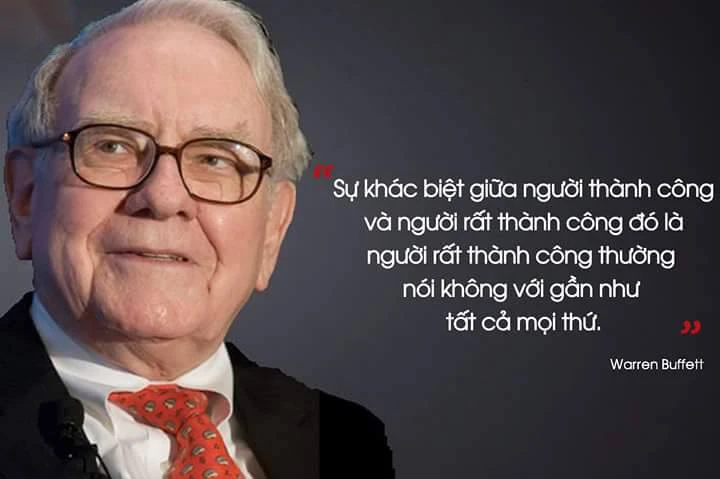 “Sự khác biệt giữa người thành công
và người rất thành công đó là
người rất thành công thường
nói không với gần như
tất cả mọi thứ. ”
Warren Buffett